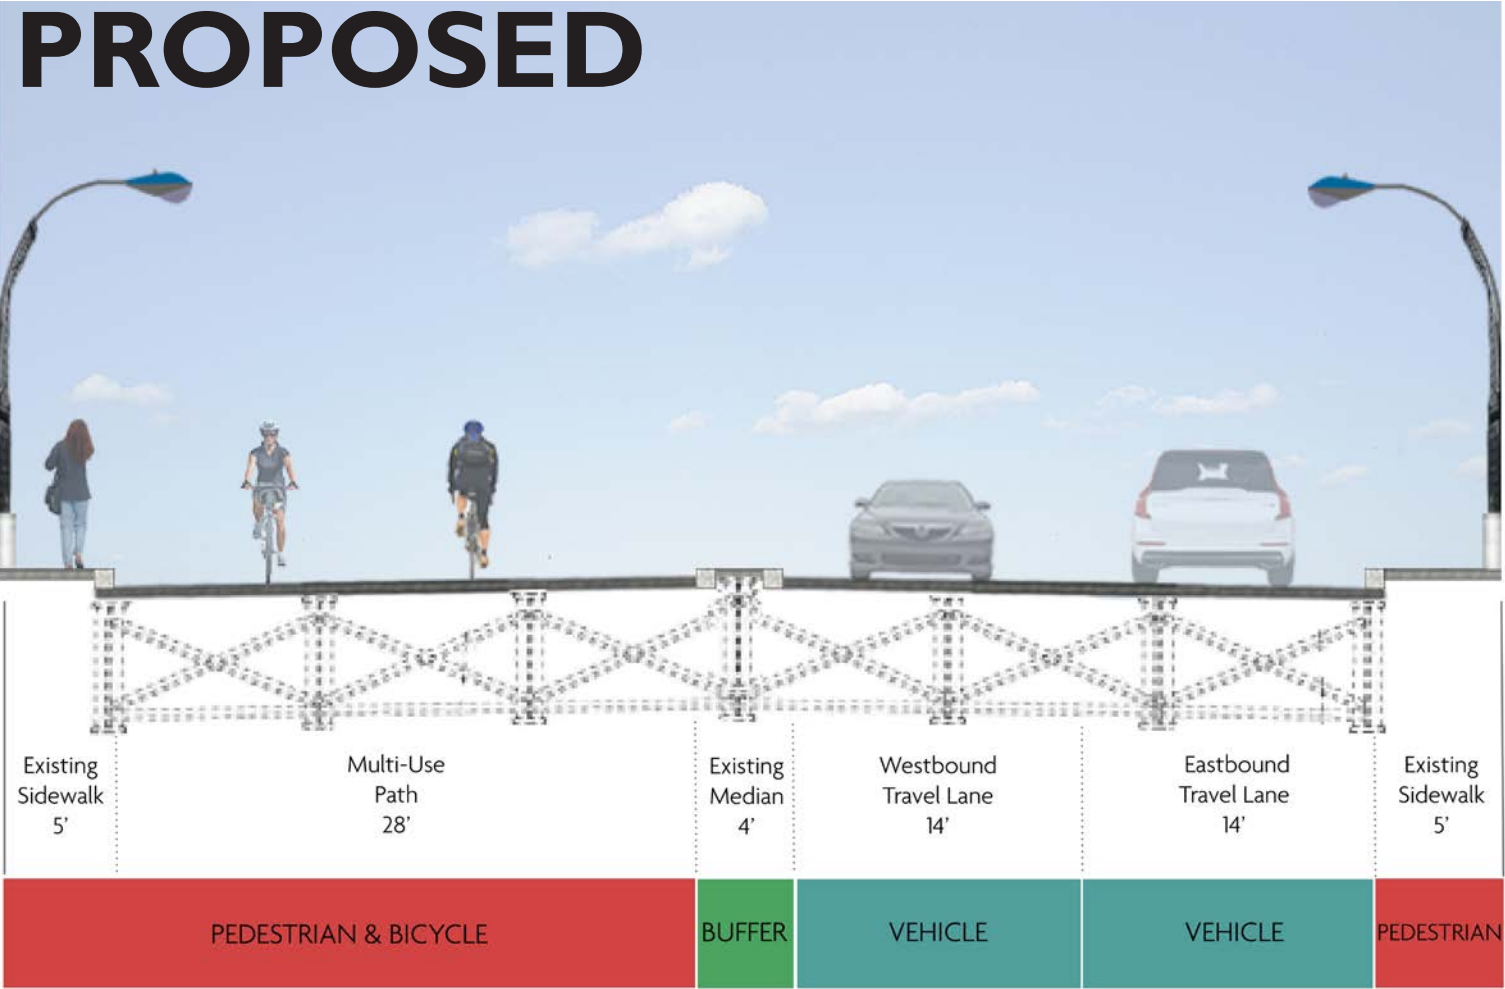 PROPOSED
Existing
Sidewalk
5’
Multi-Use
Path
28’
Existing
Median
4’
Westbound
Travel Lane
14’
Eastbound
Travel Lane
14’
Existing
Sidewalk
5’
PEDESTRIAN & BICYCLE
BUFFER
VEHICLE
VEHICLE
PEDESTRIAN